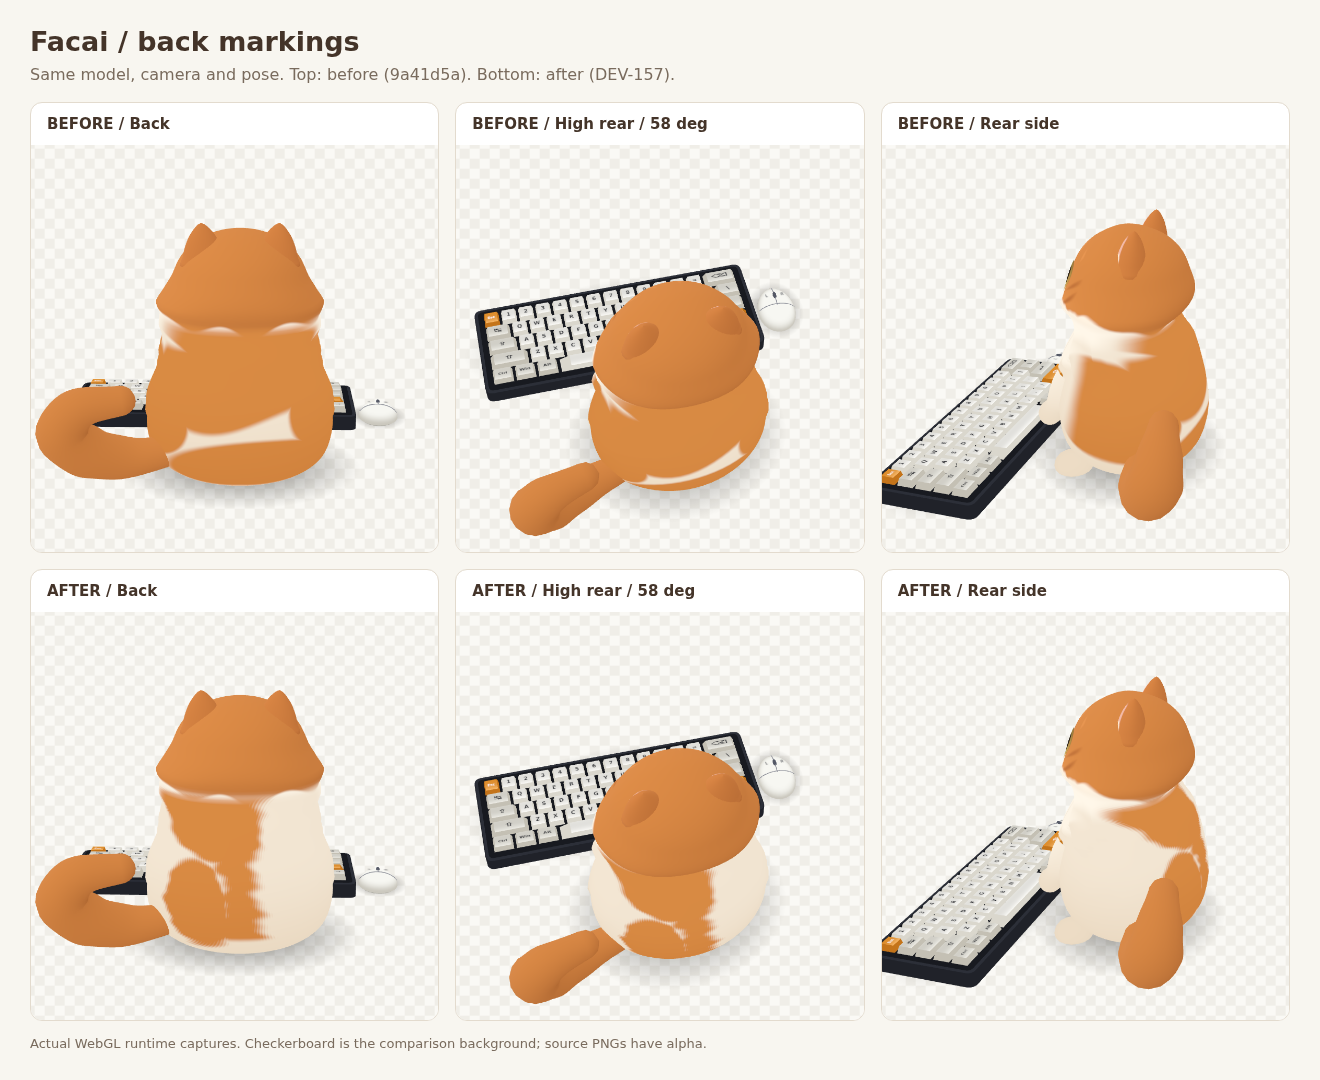 Facai / back markings
Same model, camera and pose. Top: before (9a41d5a). Bottom: after (DEV-157).
BEFORE / Back
BEFORE / High rear / 58 deg
BEFORE / Rear side
AFTER / Back
AFTER / High rear / 58 deg
AFTER / Rear side
Actual WebGL runtime captures. Checkerboard is the comparison background; source PNGs have alpha.